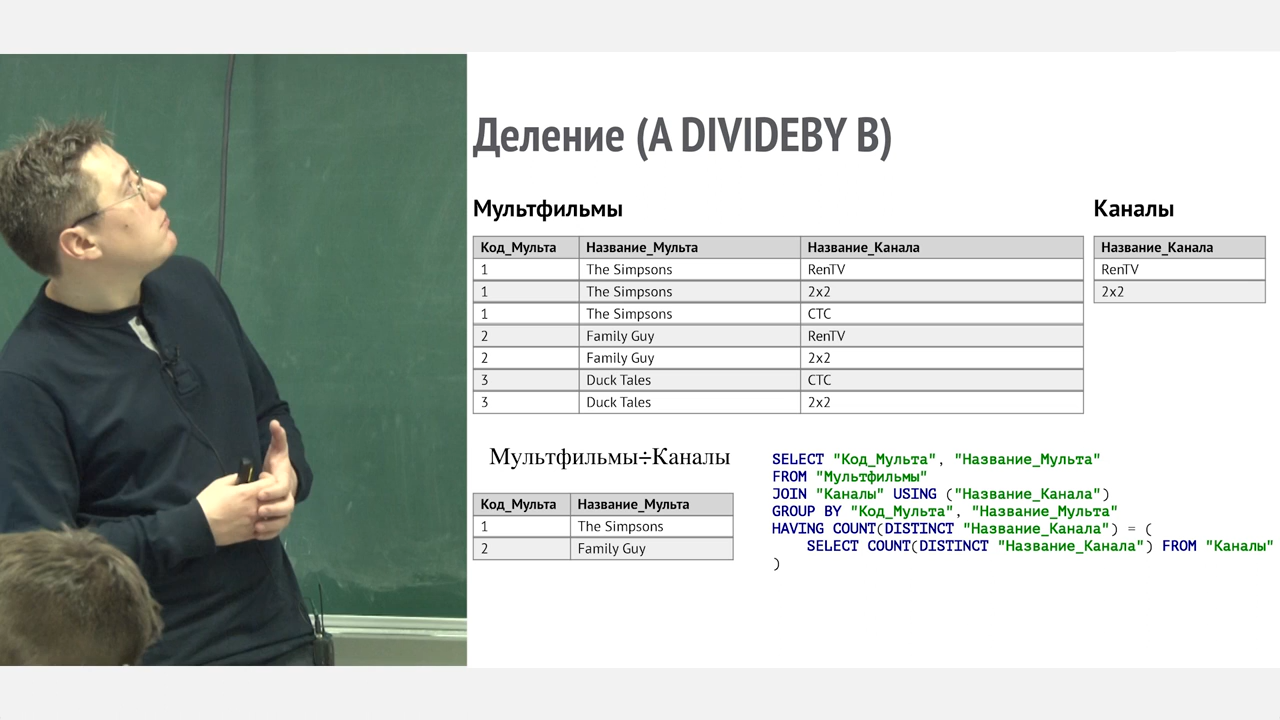 Деление (A DIVIDEBY B)
Мультфильмы
Код_Мульта Название_Мульта Название_Канала
1 The Simpsons RenTV
1 The Simpsons 2x2
1 The Simpsons СТС
2 Family Guy RenTV
2 Family Guy 2x2
3 Duck Tales СТС
3 Duck Tales 2x2
Каналы
Название_Канала
RenTV
2x2
Мультфильмы÷Каналы
Код_Мульта Название_Мульта
1 The Simpsons
2 Family Guy
SELECT "Код_Мульта", "Название_Мульта"
FROM "Мультфильмы"
JOIN "Каналы" USING ("Название_Канала")
GROUP BY "Код_Мульта", "Название_Мульта"
HAVING COUNT(DISTINCT "Название_Канала") = (
SELECT COUNT(DISTINCT "Название_Канала") FROM "Каналы"
)